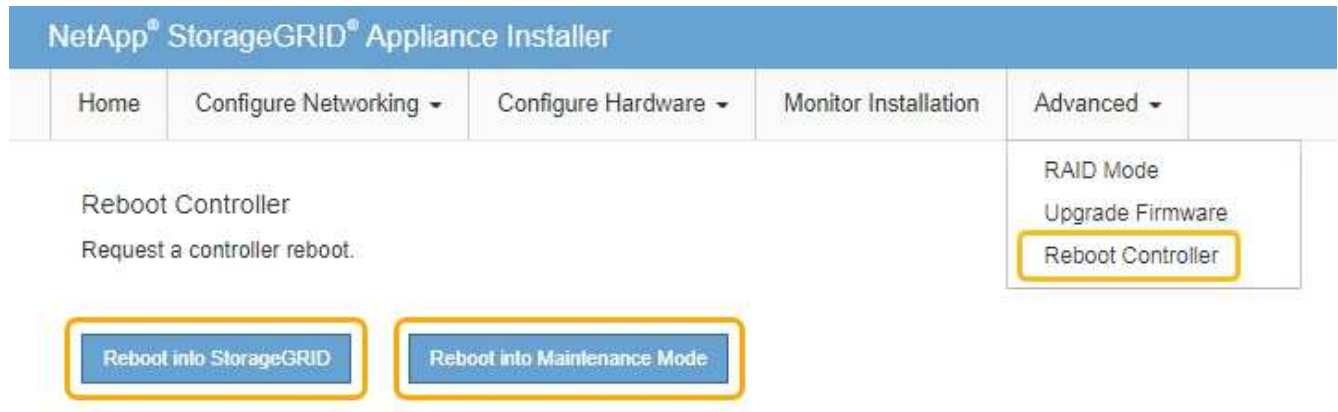 NetApp® StorageGRID® Appliance Installer
Home Configure Networking Configure Hardware Monitor Installation Advanced
RAID Mode
Upgrade Firmware
Reboot Controller
Reboot Controller
Request a controller reboot.
Reboot into StorageGRID Reboot into Maintenance Mode